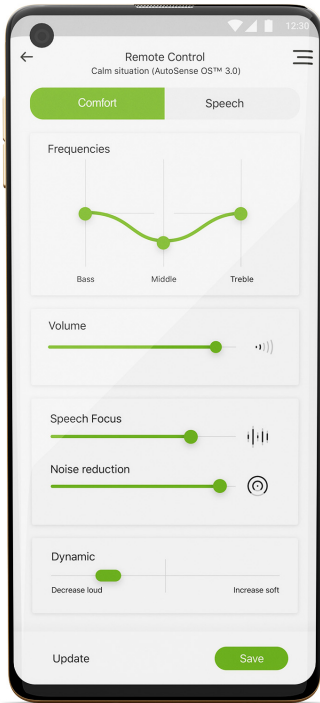 12:30
Remote Control
Calm situation (AutoSense OS™ 3.0)
Comfort Speech
Frequencies
Bass Middle Treble
Volume
Speech Focus
Noise reduction
Dynamic
Decrease loud Increase soft
Update Save